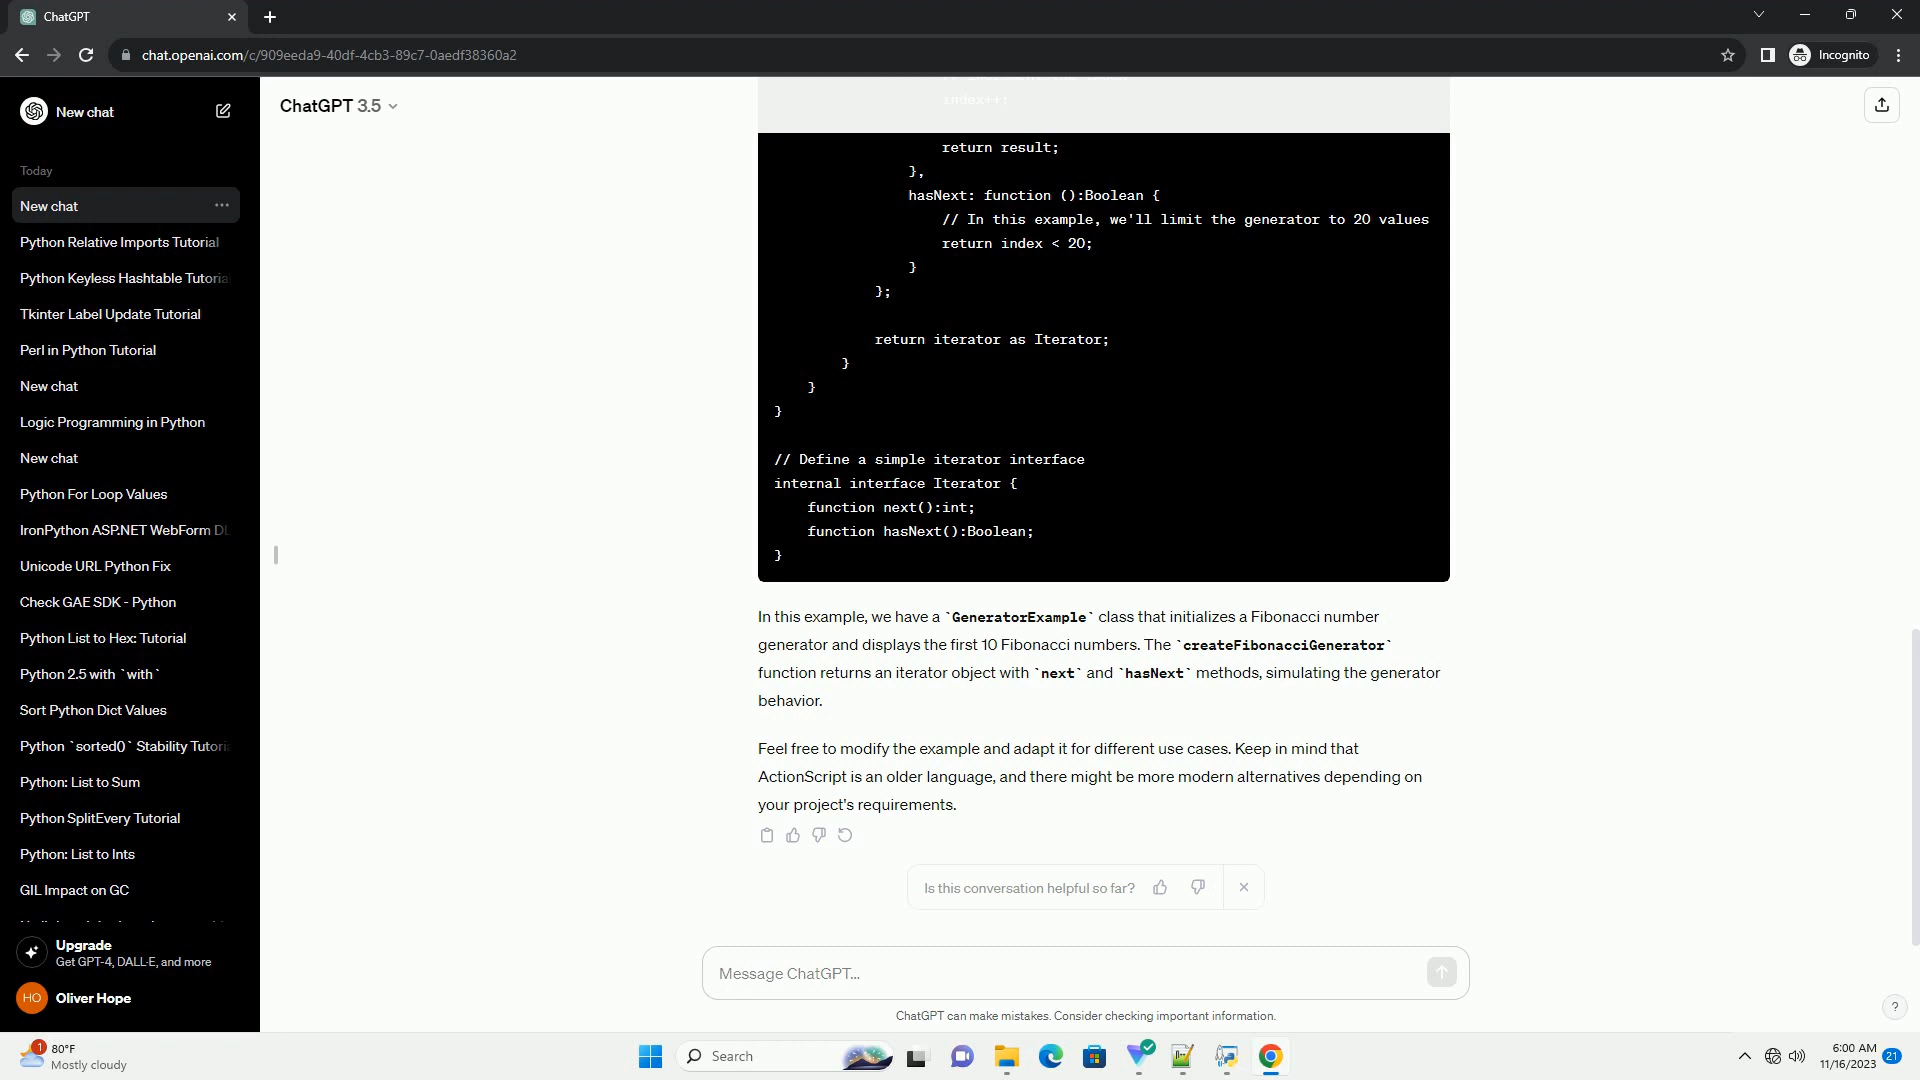 ChatGPT
chat.openai.com/c/909eeda9-40df-4cb3-89c7-0aedf38360a2
Incognito
New chat
Today
New chat
Python Relative Imports Tutorial
Python Keyless Hashtable Tutoria
Tkinter Label Update Tutorial
Perl in Python Tutorial
New chat
Logic Programming in Python
New chat
Python For Loop Values
IronPython ASP.NET WebForm DL
Unicode URL Python Fix
Check GAE SDK - Python
Python List to Hex: Tutorial
Python 2.5 with `with`
Sort Python Dict Values
Python `sorted()` Stability Tutori
Python: List to Sum
Python SplitEvery Tutorial
Python: List to Ints
GIL Impact on GC
Upgrade
Get GPT-4, DALL·E, and more
HO
Oliver Hope
ChatGPT 3.5
index++;
return result;
},
hasNext: function ():Boolean {
// In this example, we'll limit the generator to 20 values
return index < 20;
}
};
return iterator as Iterator;
}
}
}
// Define a simple iterator interface
internal interface Iterator {
function next():int;
function hasNext():Boolean;
}
In this example, we have a `GeneratorExample` class that initializes a Fibonacci number
generator and displays the first 10 Fibonacci numbers. The `createFibonacciGenerator`
function returns an iterator object with `next` and `hasNext` methods, simulating the generator
behavior.
Feel free to modify the example and adapt it for different use cases. Keep in mind that
ActionScript is an older language, and there might be more modern alternatives depending on
your project's requirements.
Is this conversation helpful so far?
Message ChatGPT...
ChatGPT can make mistakes. Consider checking important information.
?
1
80°F
Mostly cloudy
Search
6:00 AM
11/16/2023
21